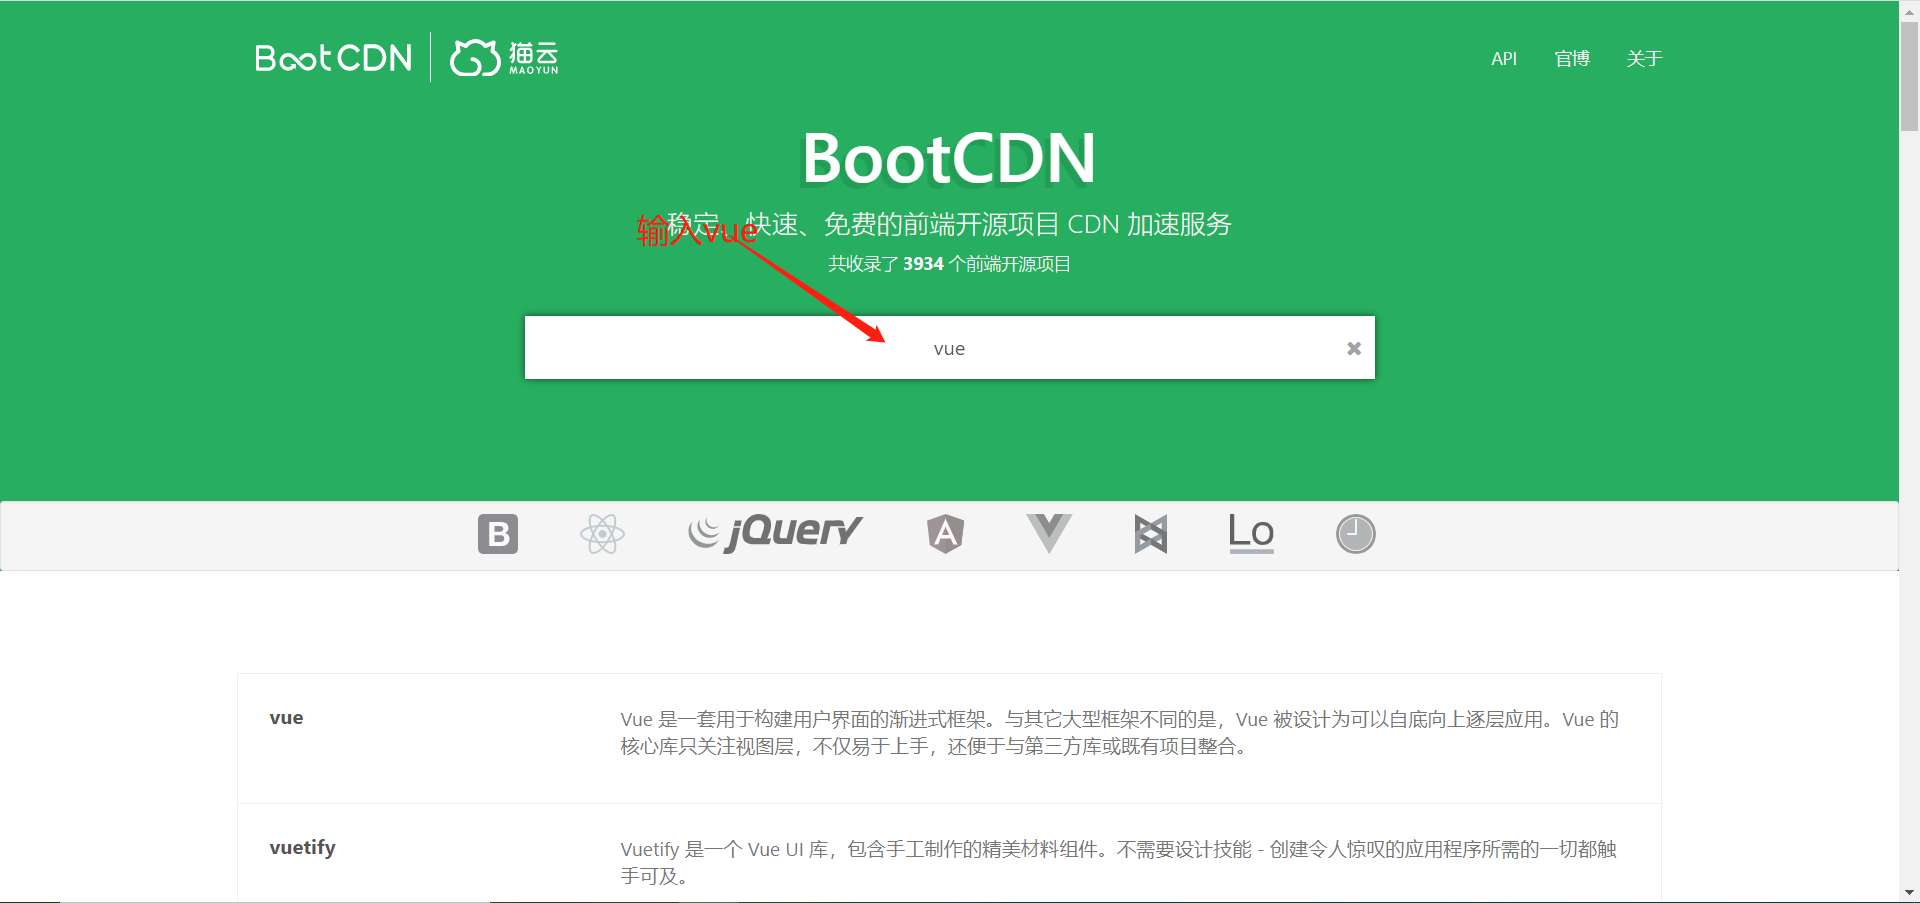 BootCDN 猫云 MAOYUN API 官博 关于
BootCDN
稳定、快速、免费的前端开源项目 CDN 加速服务
输入vue
共收录了 3934 个前端开源项目
vue
B jQuery A Lo
vue
Vue 是一套用于构建用户界面的渐进式框架。与其它大型框架不同的是，Vue 被设计为可以自底向上逐层应用。Vue 的
核心库只关注视图层，不仅易于上手，还便于与第三方库或既有项目整合。
vuetify
Vuetify 是一个 Vue UI 库，包含手工制作的精美材料组件。不需要设计技能 - 创建令人惊叹的应用程序所需的一切都触
手可及。